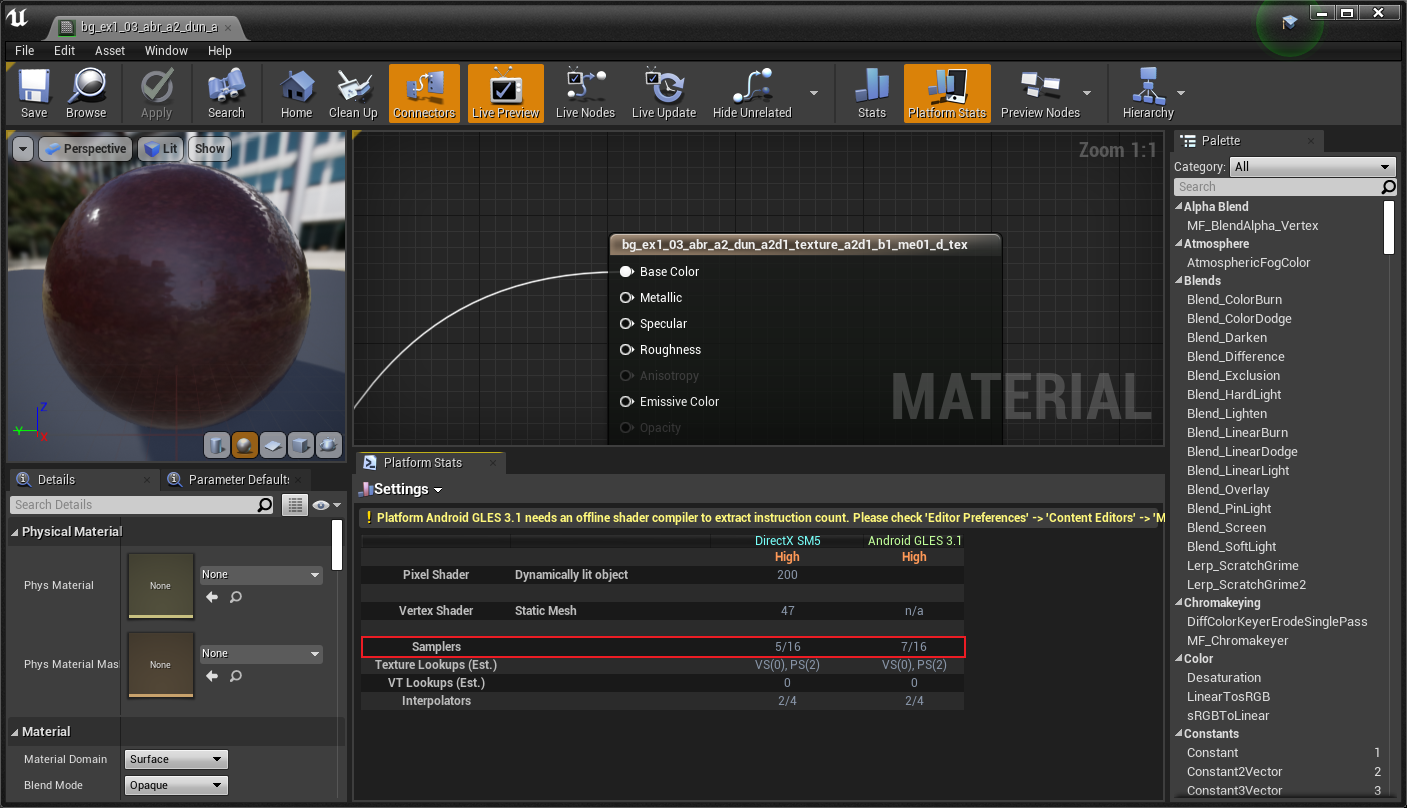 bg_ex1_03_abr_a2_dun_a
File Edit Asset Window Help
Save Browse Apply Search Home Clean Up Connectors Live Preview Live Nodes Live Update Hide Unrelated Stats Platform Stats Preview Nodes Hierarchy
Perspective Lit Show
Z
Y
X
Zoom 1:1
bg_ex1_03_abr_a2_dun_a2d1_texture_a2d1_b1_me01_d_tex
Base Color
Metallic
Specular
Roughness
Anisotropy
Emissive Color
Opacity
MATERIAL
Details Parameter Defaults
Search Details
Physical Material
Phys Material None None
Phys Material Mas None None
Material
Material Domain Surface
Blend Mode Opaque
Platform Stats
Settings
! Platform Android GLES 3.1 needs an offline shader compiler to extract instruction count. Please check 'Editor Preferences' -> 'Content Editors' -> 'M
DirectX SM5 Android GLES 3.1
High High
Pixel Shader Dynamically lit object 200
Vertex Shader Static Mesh 47 n/a
Samplers 5/16 7/16
Texture Lookups (Est.) VS(0), PS(2) VS(0), PS(2)
VT Lookups (Est.) 0 0
Interpolators 2/4 2/4
Palette
Category: All
Search
Alpha Blend
MF_BlendAlpha_Vertex
Atmosphere
AtmosphericFogColor
Blends
Blend_ColorBurn
Blend_ColorDodge
Blend_Darken
Blend_Difference
Blend_Exclusion
Blend_HardLight
Blend_Lighten
Blend_LinearBurn
Blend_LinearDodge
Blend_LinearLight
Blend_Overlay
Blend_PinLight
Blend_Screen
Blend_SoftLight
Lerp_ScratchGrime
Lerp_ScratchGrime2
Chromakeying
DiffColorKeyerErodeSinglePass
MF_Chromakeyer
Color
Desaturation
LinearTosRGB
sRGBToLinear
Constants
Constant 1
Constant2Vector 2
Constant3Vector 3